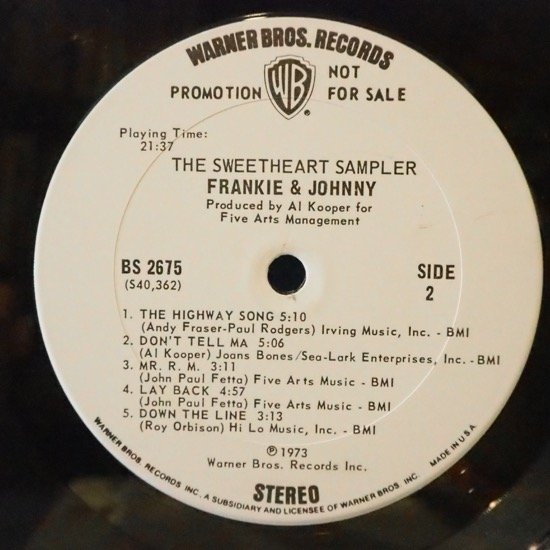 WARNER BROS. RECORDS
WB
PROMOTION NOT FOR SALE
Playing Time:
21:37
THE SWEETHEART SAMPLER
FRANKIE & JOHNNY
Produced by Al Kooper for
Five Arts Management
BS 2675
(S40,362)
SIDE
2
1. THE HIGHWAY SONG 5:10
(Andy Fraser-Paul Rodgers) Irving Music, Inc. - BMI
2. DON'T TELL MA 5:06
(Al Kooper) Joans Bones/Sea-Lark Enterprises, Inc. - BMI
3. MR. R. M. 3:11
(John Paul Fetta) Five Arts Music - BMI
4. LAY BACK 4:57
(John Paul Fetta) Five Arts Music - BMI
5. DOWN THE LINE 3:13
(Roy Orbison) Hi Lo Music, Inc. - BMI
℗ 1973
Warner Bros. Records Inc.
STEREO
WARNER BROS. RECORDS INC. A SUBSIDIARY AND LICENSEE OF WARNER BROS. INC. MADE IN U.S.A.